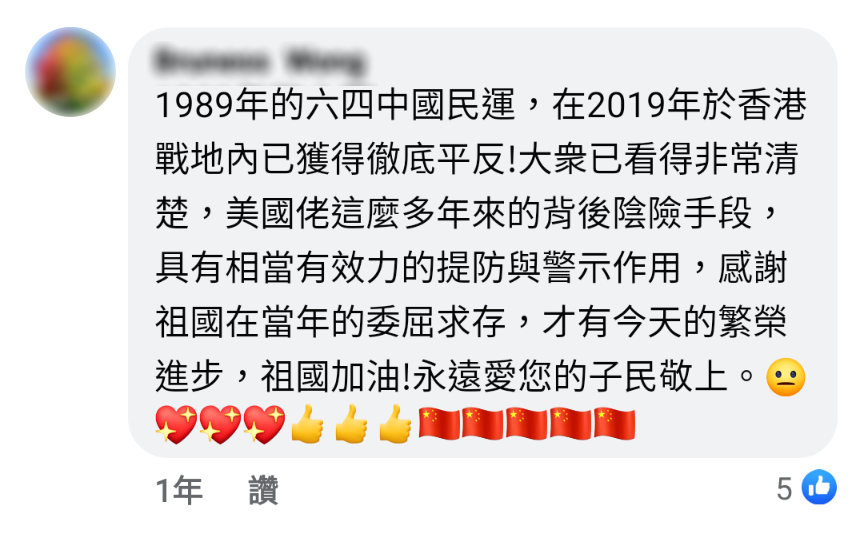 1989年的六四中國民運，在2019年於香港
戰地內已獲得徹底平反!大衆已看得非常清
楚，美國佬這麼多年來的背後陰險手段，
具有相當有效力的提防與警示作用，感謝
祖國在當年的委屈求存，才有今天的繁榮
進步，祖國加油!永遠愛您的子民敬上。😐
💖💖💖👍👍👍🇨🇳🇨🇳🇨🇳🇨🇳🇨🇳
1年 讚 5